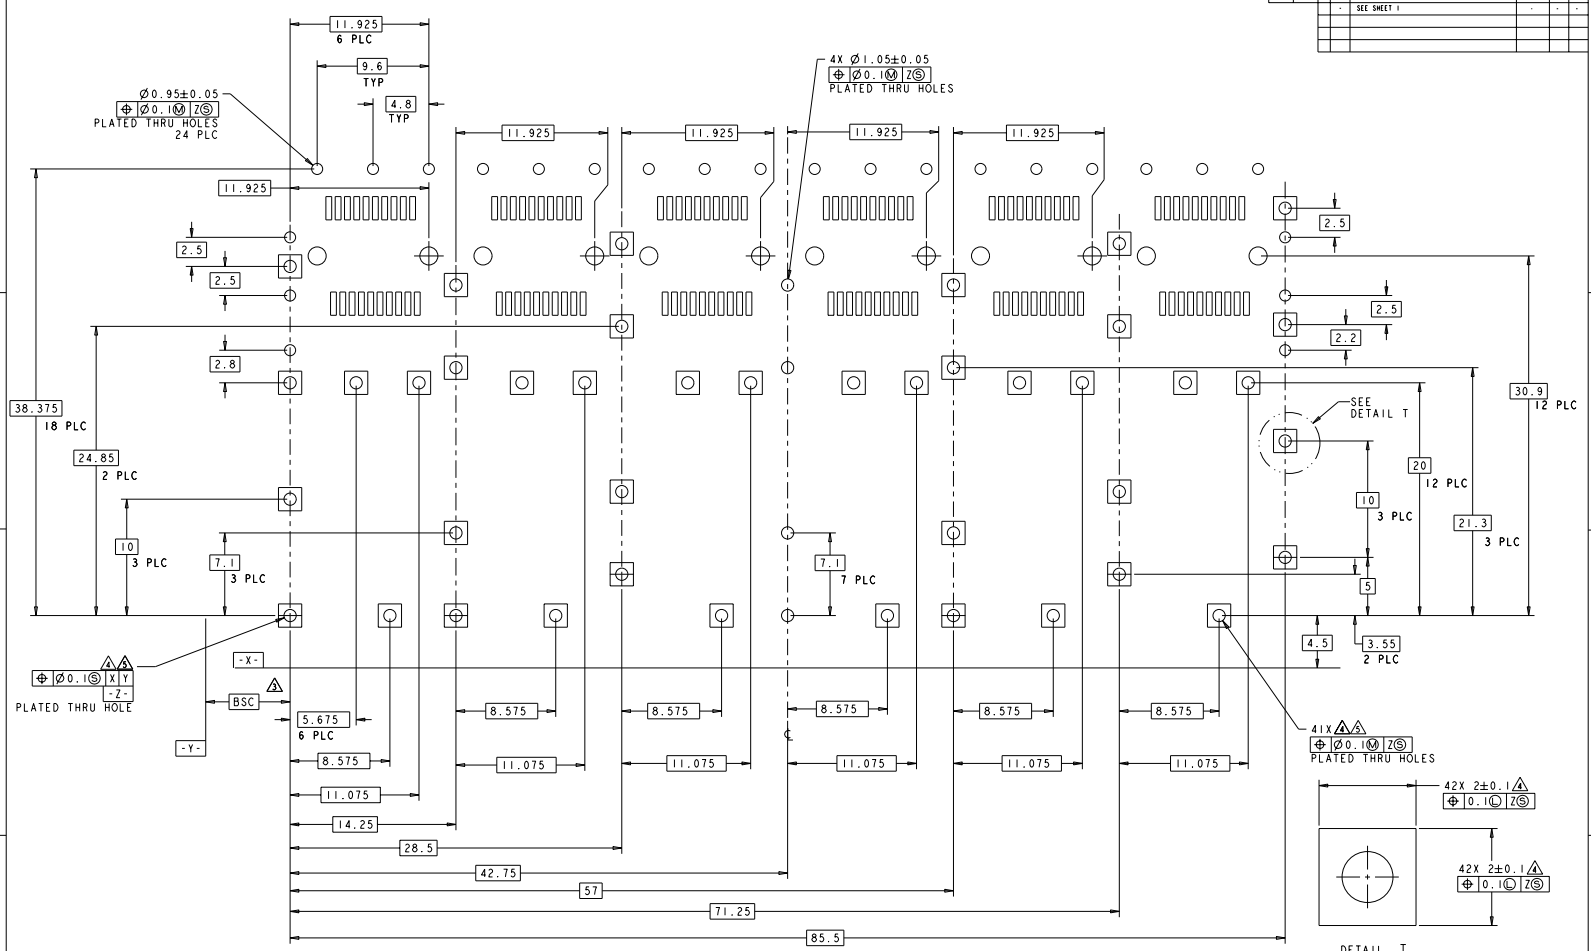 SEE SHEET 1
11.925
6 PLC
9.6
TYP
4.8
TYP
Ø0.95±0.05
⌖ Ø0.1Ⓜ ZⓈ
PLATED THRU HOLES
24 PLC
4X Ø1.05±0.05
⌖ Ø0.1Ⓜ ZⓈ
PLATED THRU HOLES
11.925
11.925
11.925
11.925
11.925
2.5
2.5
2.8
2.5
2.5
2.2
38.375
18 PLC
24.85
2 PLC
10
3 PLC
7.1
3 PLC
7.1
7 PLC
SEE
DETAIL T
30.9
12 PLC
20
12 PLC
10
3 PLC
21.3
3 PLC
5
4.5
3.55
2 PLC
4 5
⌖ Ø0.1Ⓢ X Y
-Z-
PLATED THRU HOLE
-X-
3
BSC
-Y-
5.675
6 PLC
8.575
8.575
8.575
8.575
8.575
8.575
11.075
11.075
11.075
11.075
11.075
11.075
℄
14.25
28.5
42.75
57
71.25
85.5
41X 4 5
⌖ Ø0.1Ⓜ ZⓈ
PLATED THRU HOLES
42X 2±0.1 4
⌖ 0.1Ⓛ ZⓈ
42X 2±0.1 4
⌖ 0.1Ⓛ ZⓈ
DETAIL T